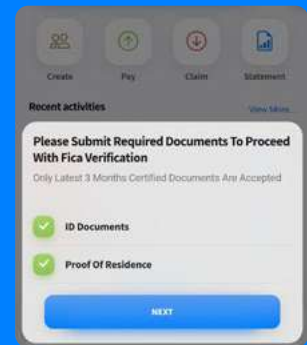 Create Pay Claim Statement
Recent activities View More...
Please Submit Required Documents To Proceed
With Fica Verification
Only Latest 3 Months Certified Documents Are Accepted
ID Documents
Proof Of Residence
NEXT